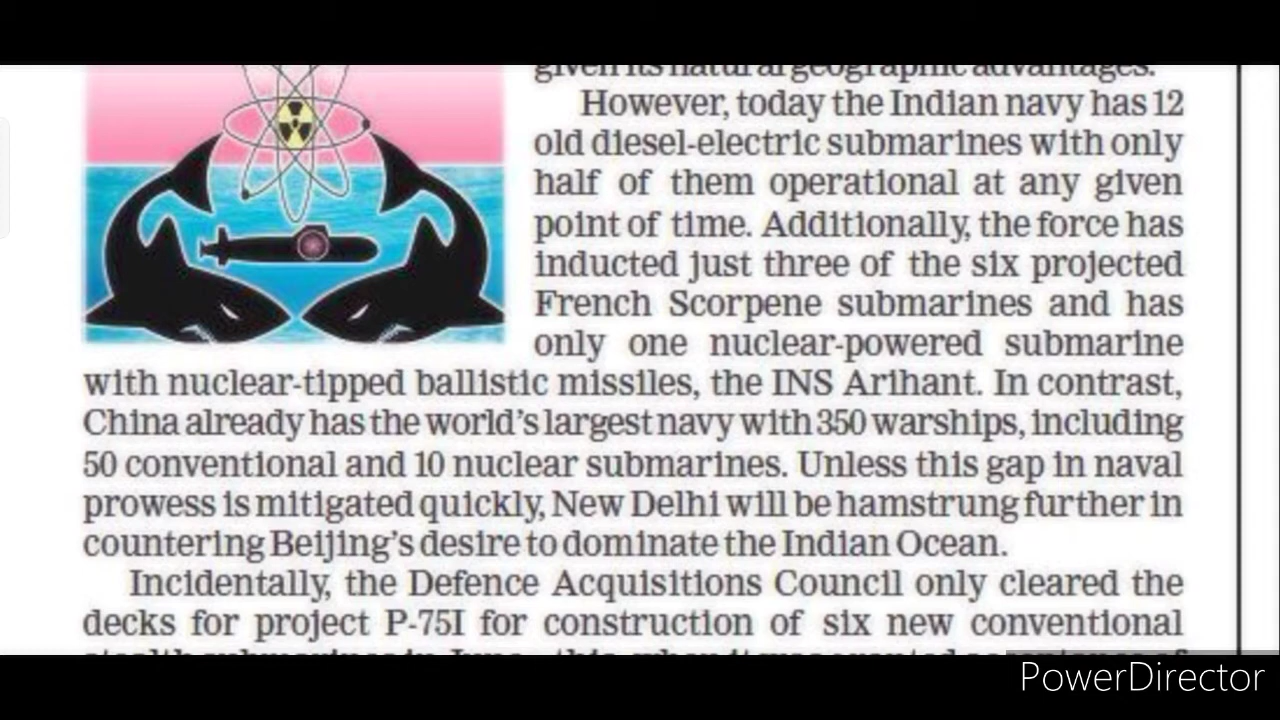 given its natural geographic advantages.
However, today the Indian navy has 12
old diesel-electric submarines with only
half of them operational at any given
point of time. Additionally, the force has
inducted just three of the six projected
French Scorpene submarines and has
only one nuclear-powered submarine
with nuclear-tipped ballistic missiles, the INS Arihant. In contrast,
China already has the world's largest navy with 350 warships, including
50 conventional and 10 nuclear submarines. Unless this gap in naval
prowess is mitigated quickly, New Delhi will be hamstrung further in
countering Beijing's desire to dominate the Indian Ocean.
Incidentally, the Defence Acquisitions Council only cleared the
decks for project P-75I for construction of six new conventional
PowerDirector